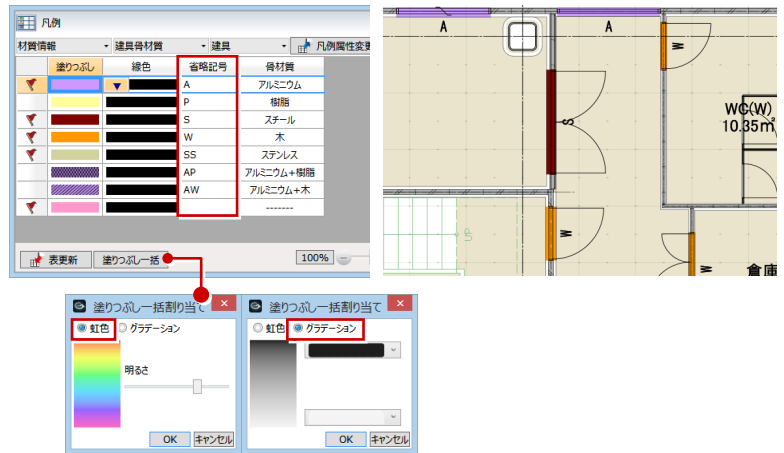 凡例
材質情報 建具骨材質 建具 凡例属性変更
塗りつぶし 線色 省略記号 骨材質
A アルミニウム
P 樹脂
S スチール
W 木
SS ステンレス
AP アルミニウム+樹脂
AW アルミニウム+木
-------
表更新 塗りつぶし一括 100%
塗りつぶし一括割り当て
虹色 グラデーション
明るさ
OK キャンセル
塗りつぶし一括割り当て
虹色 グラデーション
OK キャンセル
A
A
W
S
WC(W)
10.35㎡
W
UP
W
倉庫